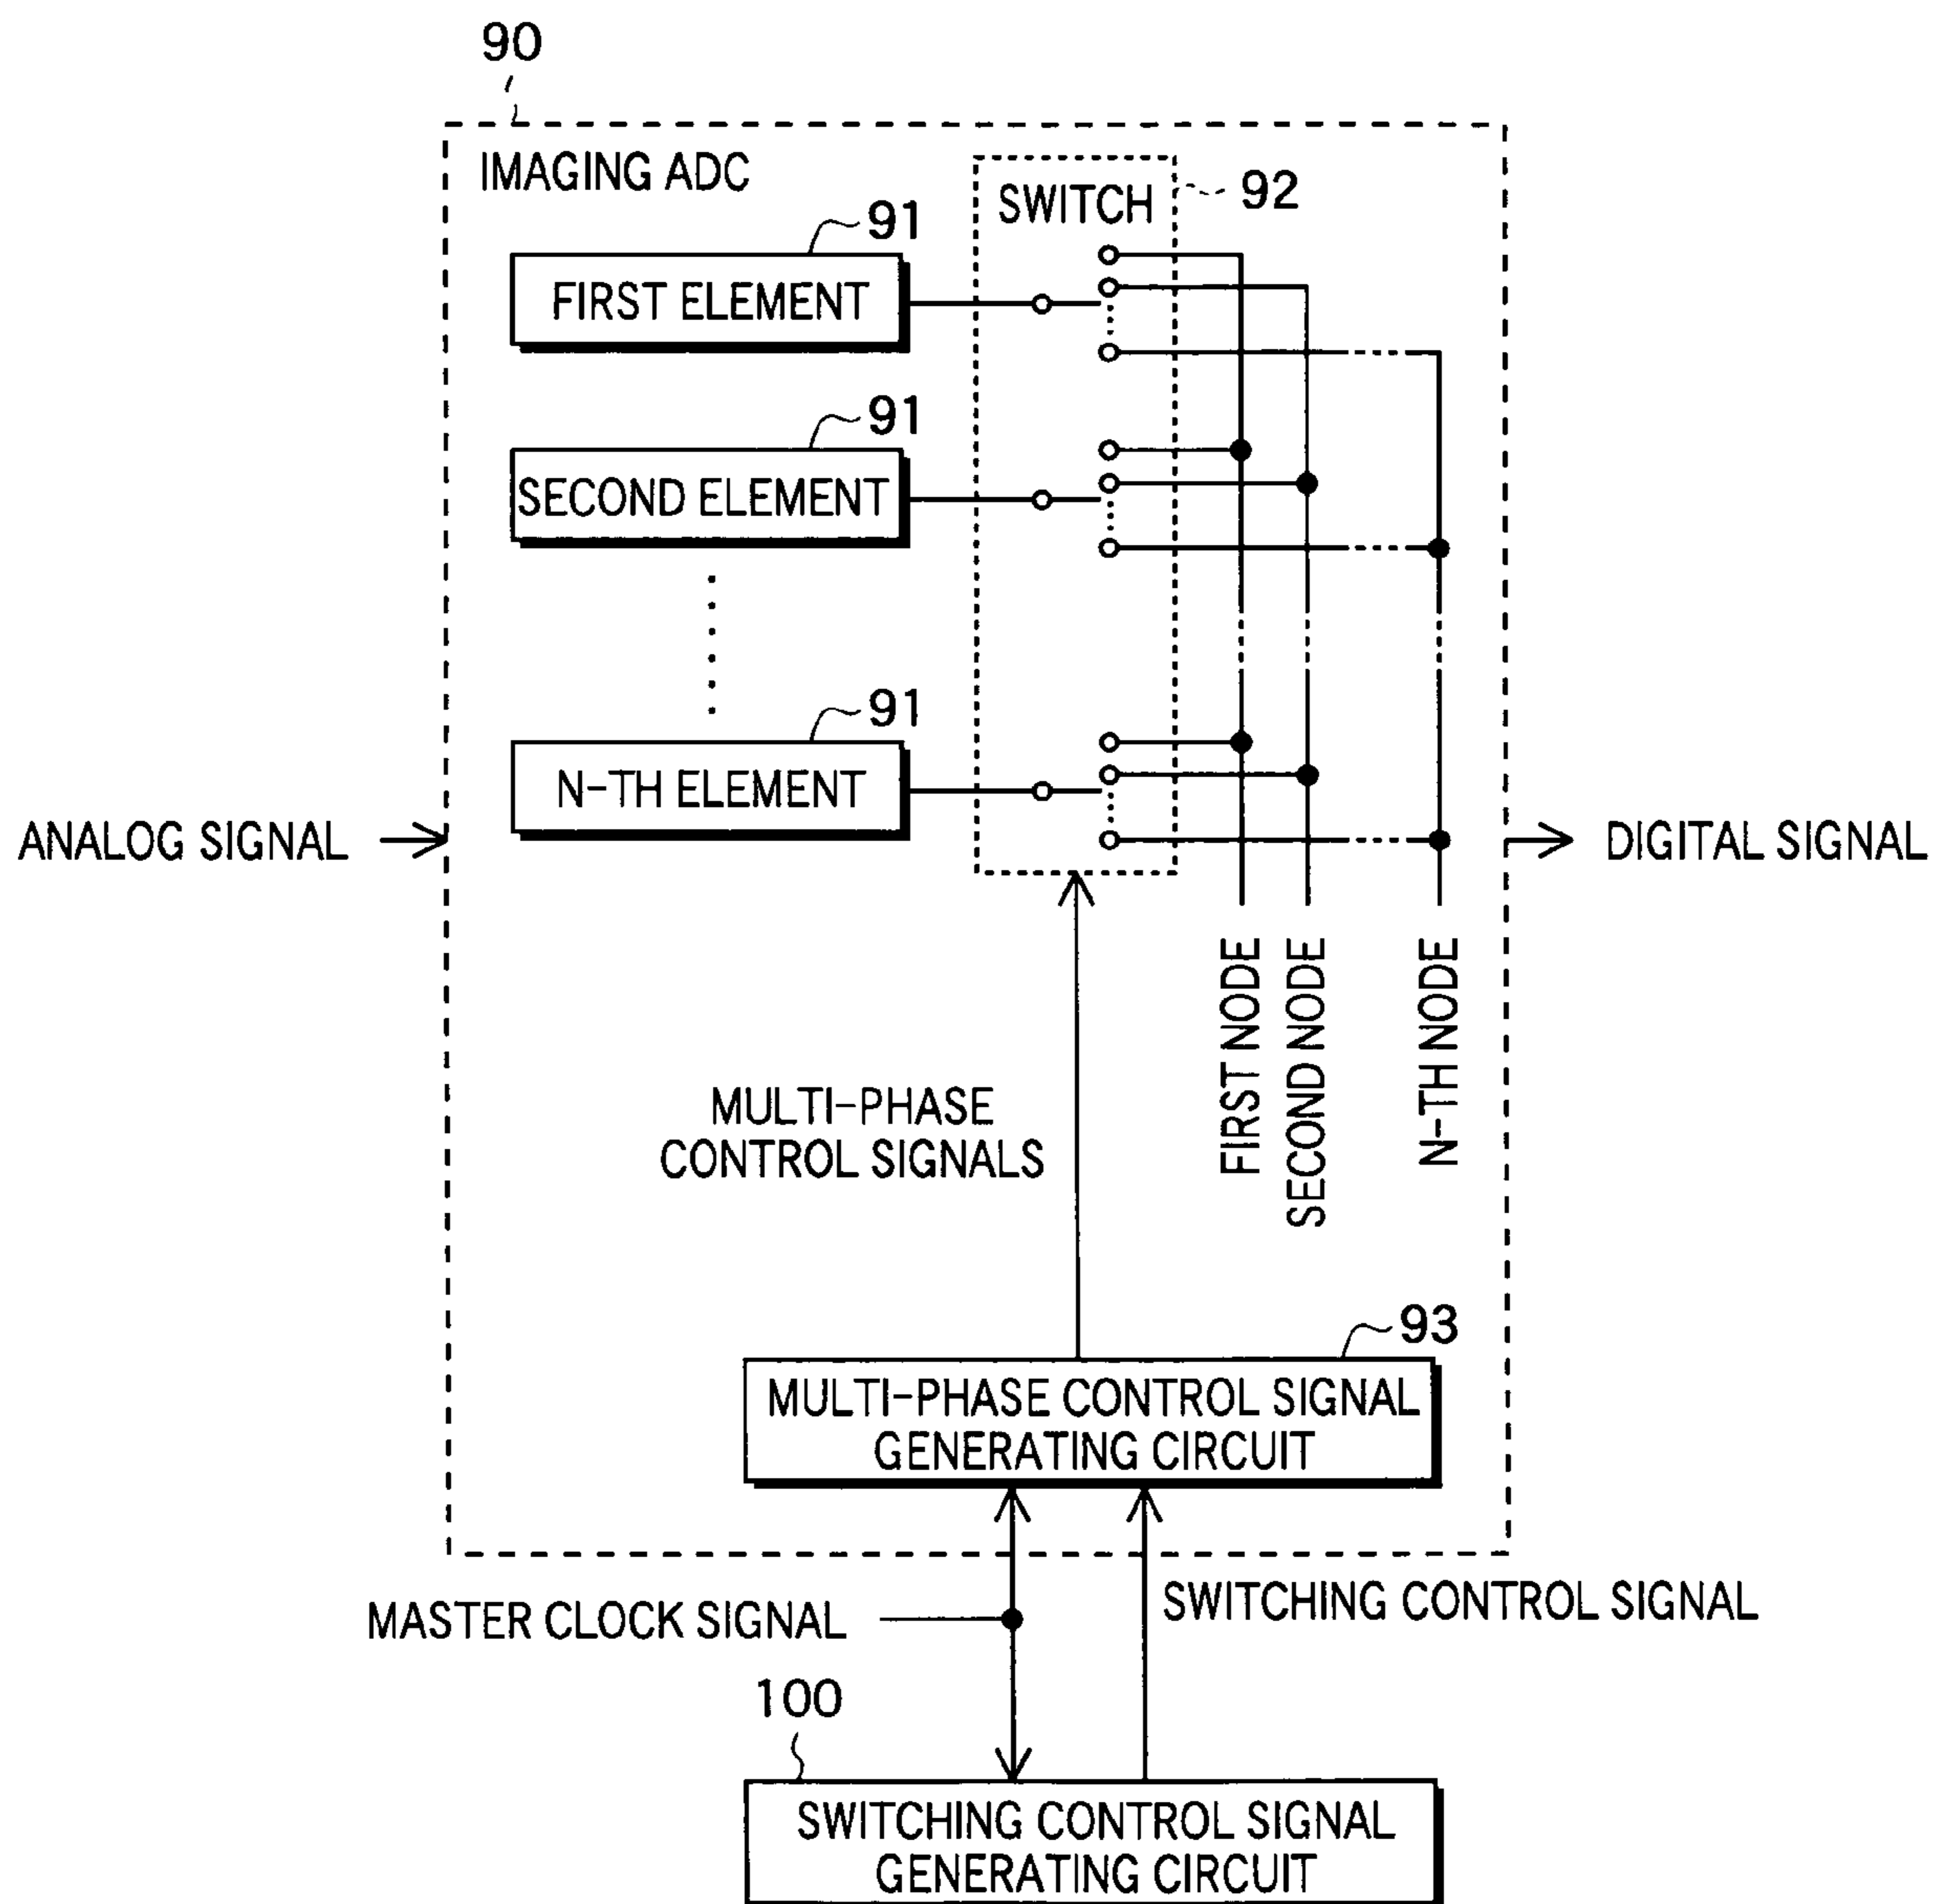 90
IMAGING ADC
SWITCH
92
91
FIRST ELEMENT
91
SECOND ELEMENT
91
N-TH ELEMENT
ANALOG SIGNAL
DIGITAL SIGNAL
FIRST NODE
SECOND NODE
N-TH NODE
MULTI-PHASE
CONTROL SIGNALS
93
MULTI-PHASE CONTROL SIGNAL
GENERATING CIRCUIT
SWITCHING CONTROL SIGNAL
MASTER CLOCK SIGNAL
100
SWITCHING CONTROL SIGNAL
GENERATING CIRCUIT